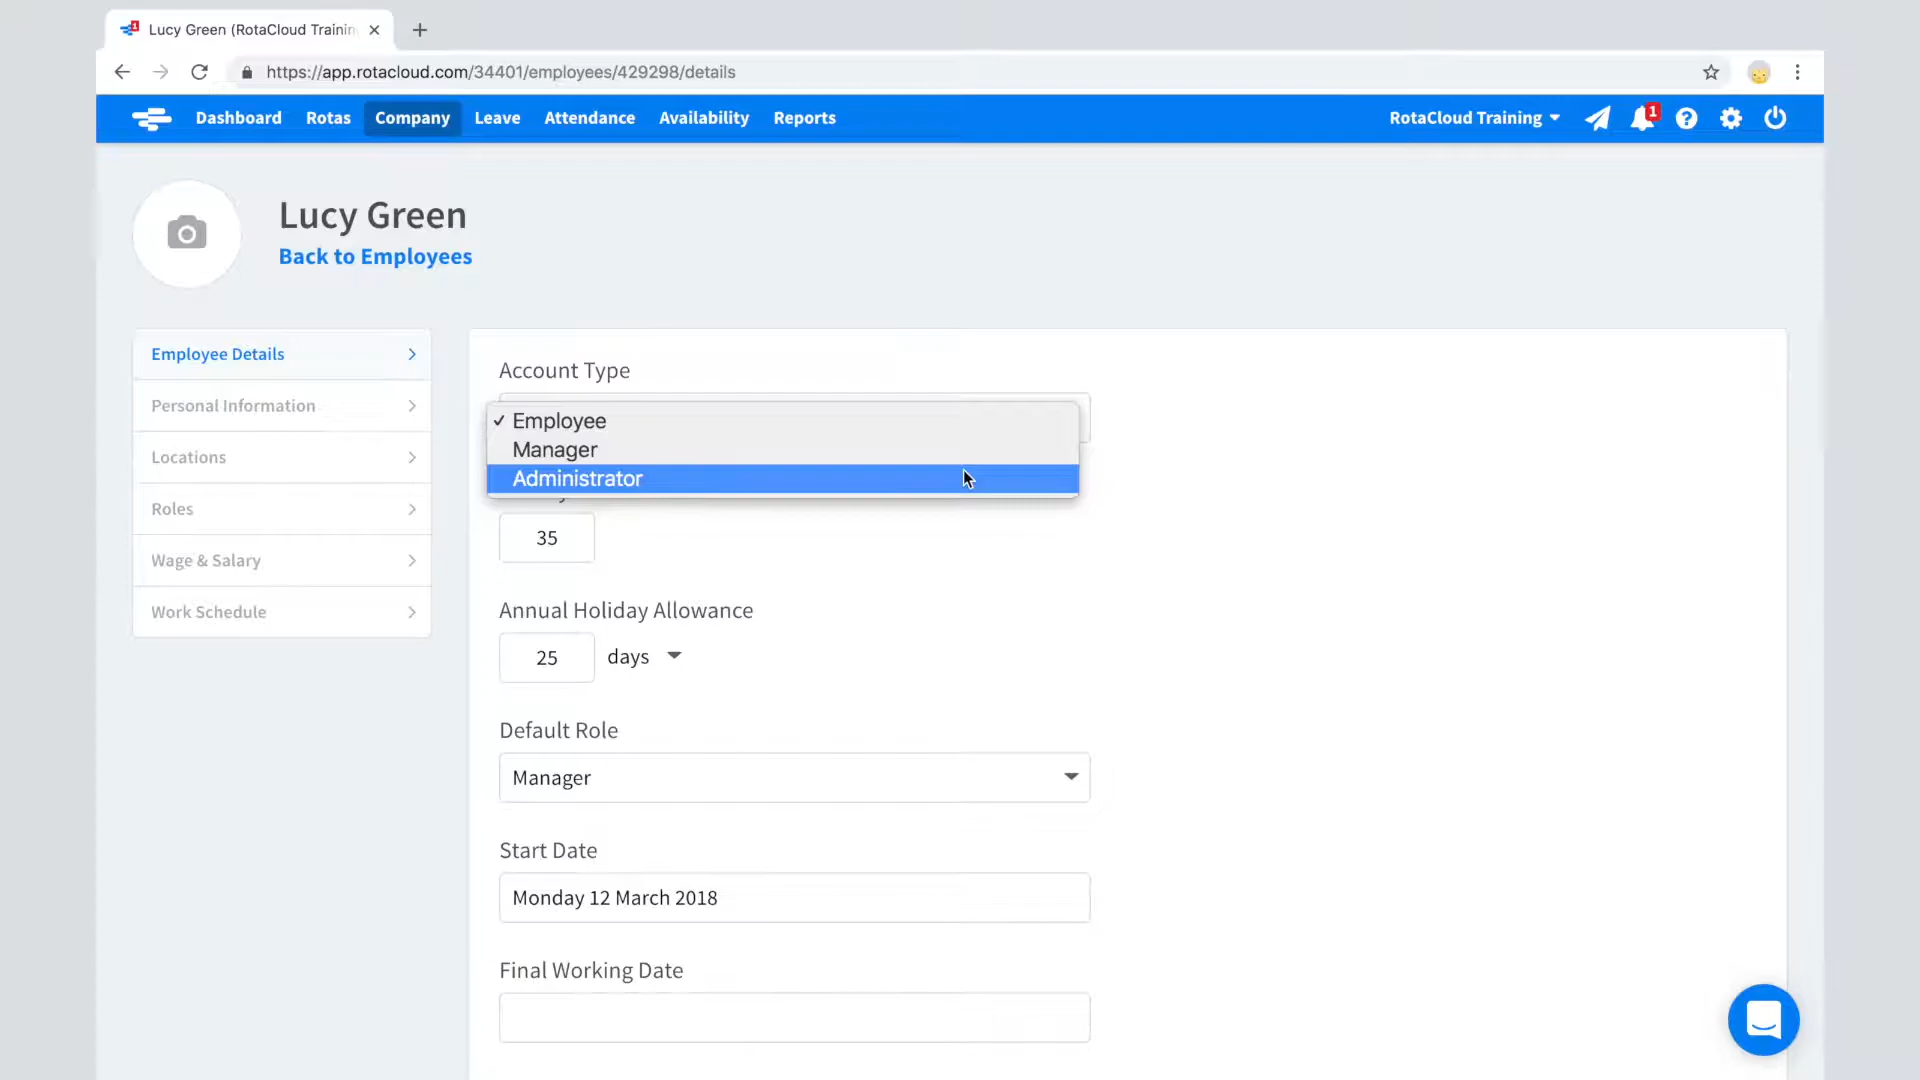 Lucy Green (RotaCloud Trainin
https://app.rotacloud.com/34401/employees/429298/details
Dashboard Rotas Company Leave Attendance Availability Reports RotaCloud Training 1
Lucy Green
Back to Employees
Employee Details
Personal Information
Locations
Roles
Wage & Salary
Work Schedule
Account Type
✓ Employee
Manager
Administrator
35
Annual Holiday Allowance
25 days
Default Role
Manager
Start Date
Monday 12 March 2018
Final Working Date